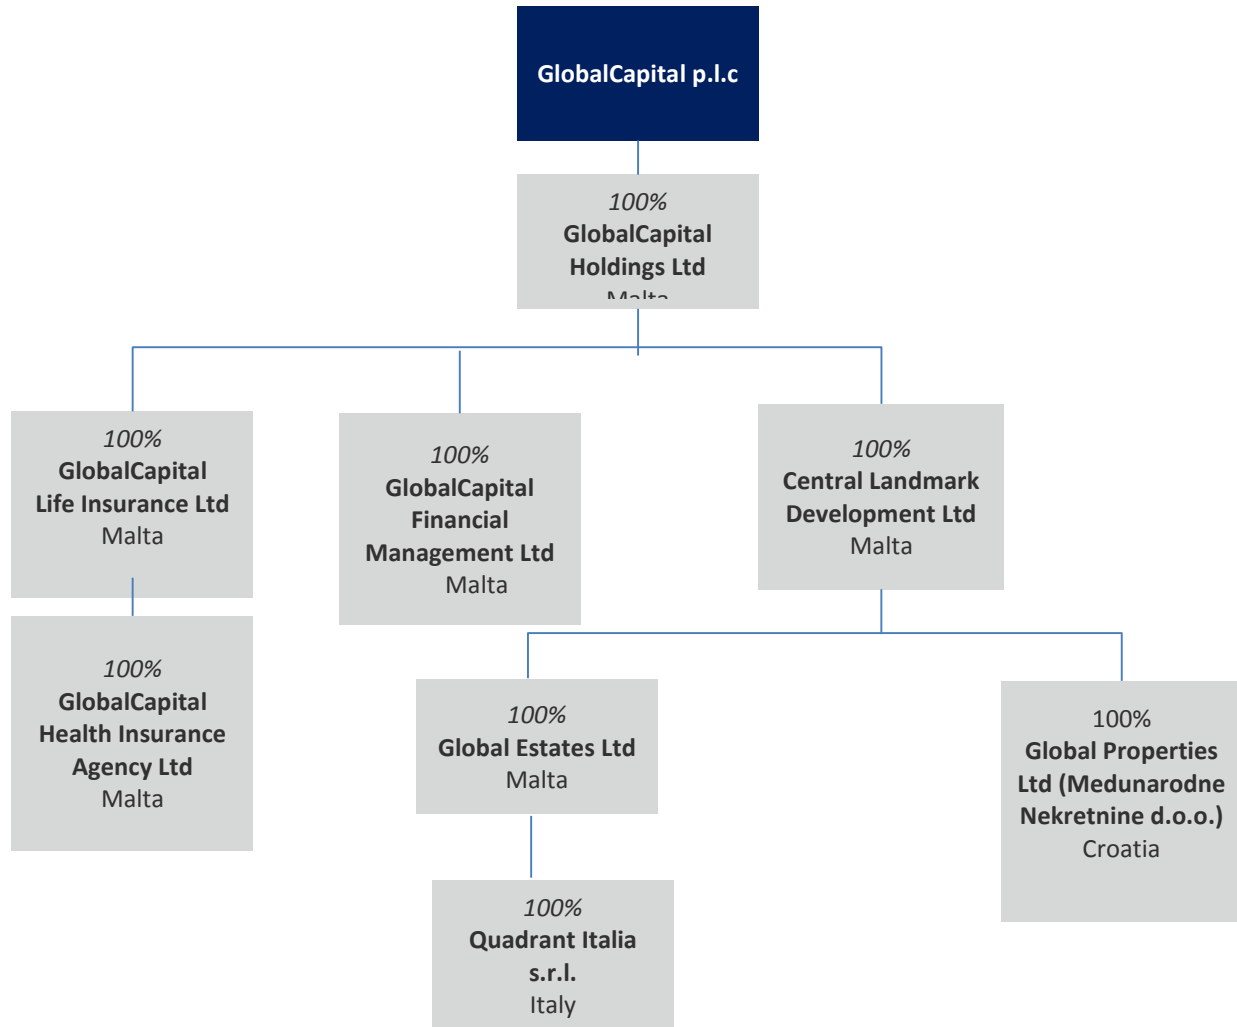 GlobalCapital p.l.c
100%
GlobalCapital
Holdings Ltd
Malta
100%
GlobalCapital
Life Insurance Ltd
Malta
100%
GlobalCapital
Financial
Management Ltd
Malta
100%
Central Landmark
Development Ltd
Malta
100%
GlobalCapital
Health Insurance
Agency Ltd
Malta
100%
Global Estates Ltd
Malta
100%
Global Properties
Ltd (Medunarodne
Nekretnine d.o.o.)
Croatia
100%
Quadrant Italia
s.r.l.
Italy